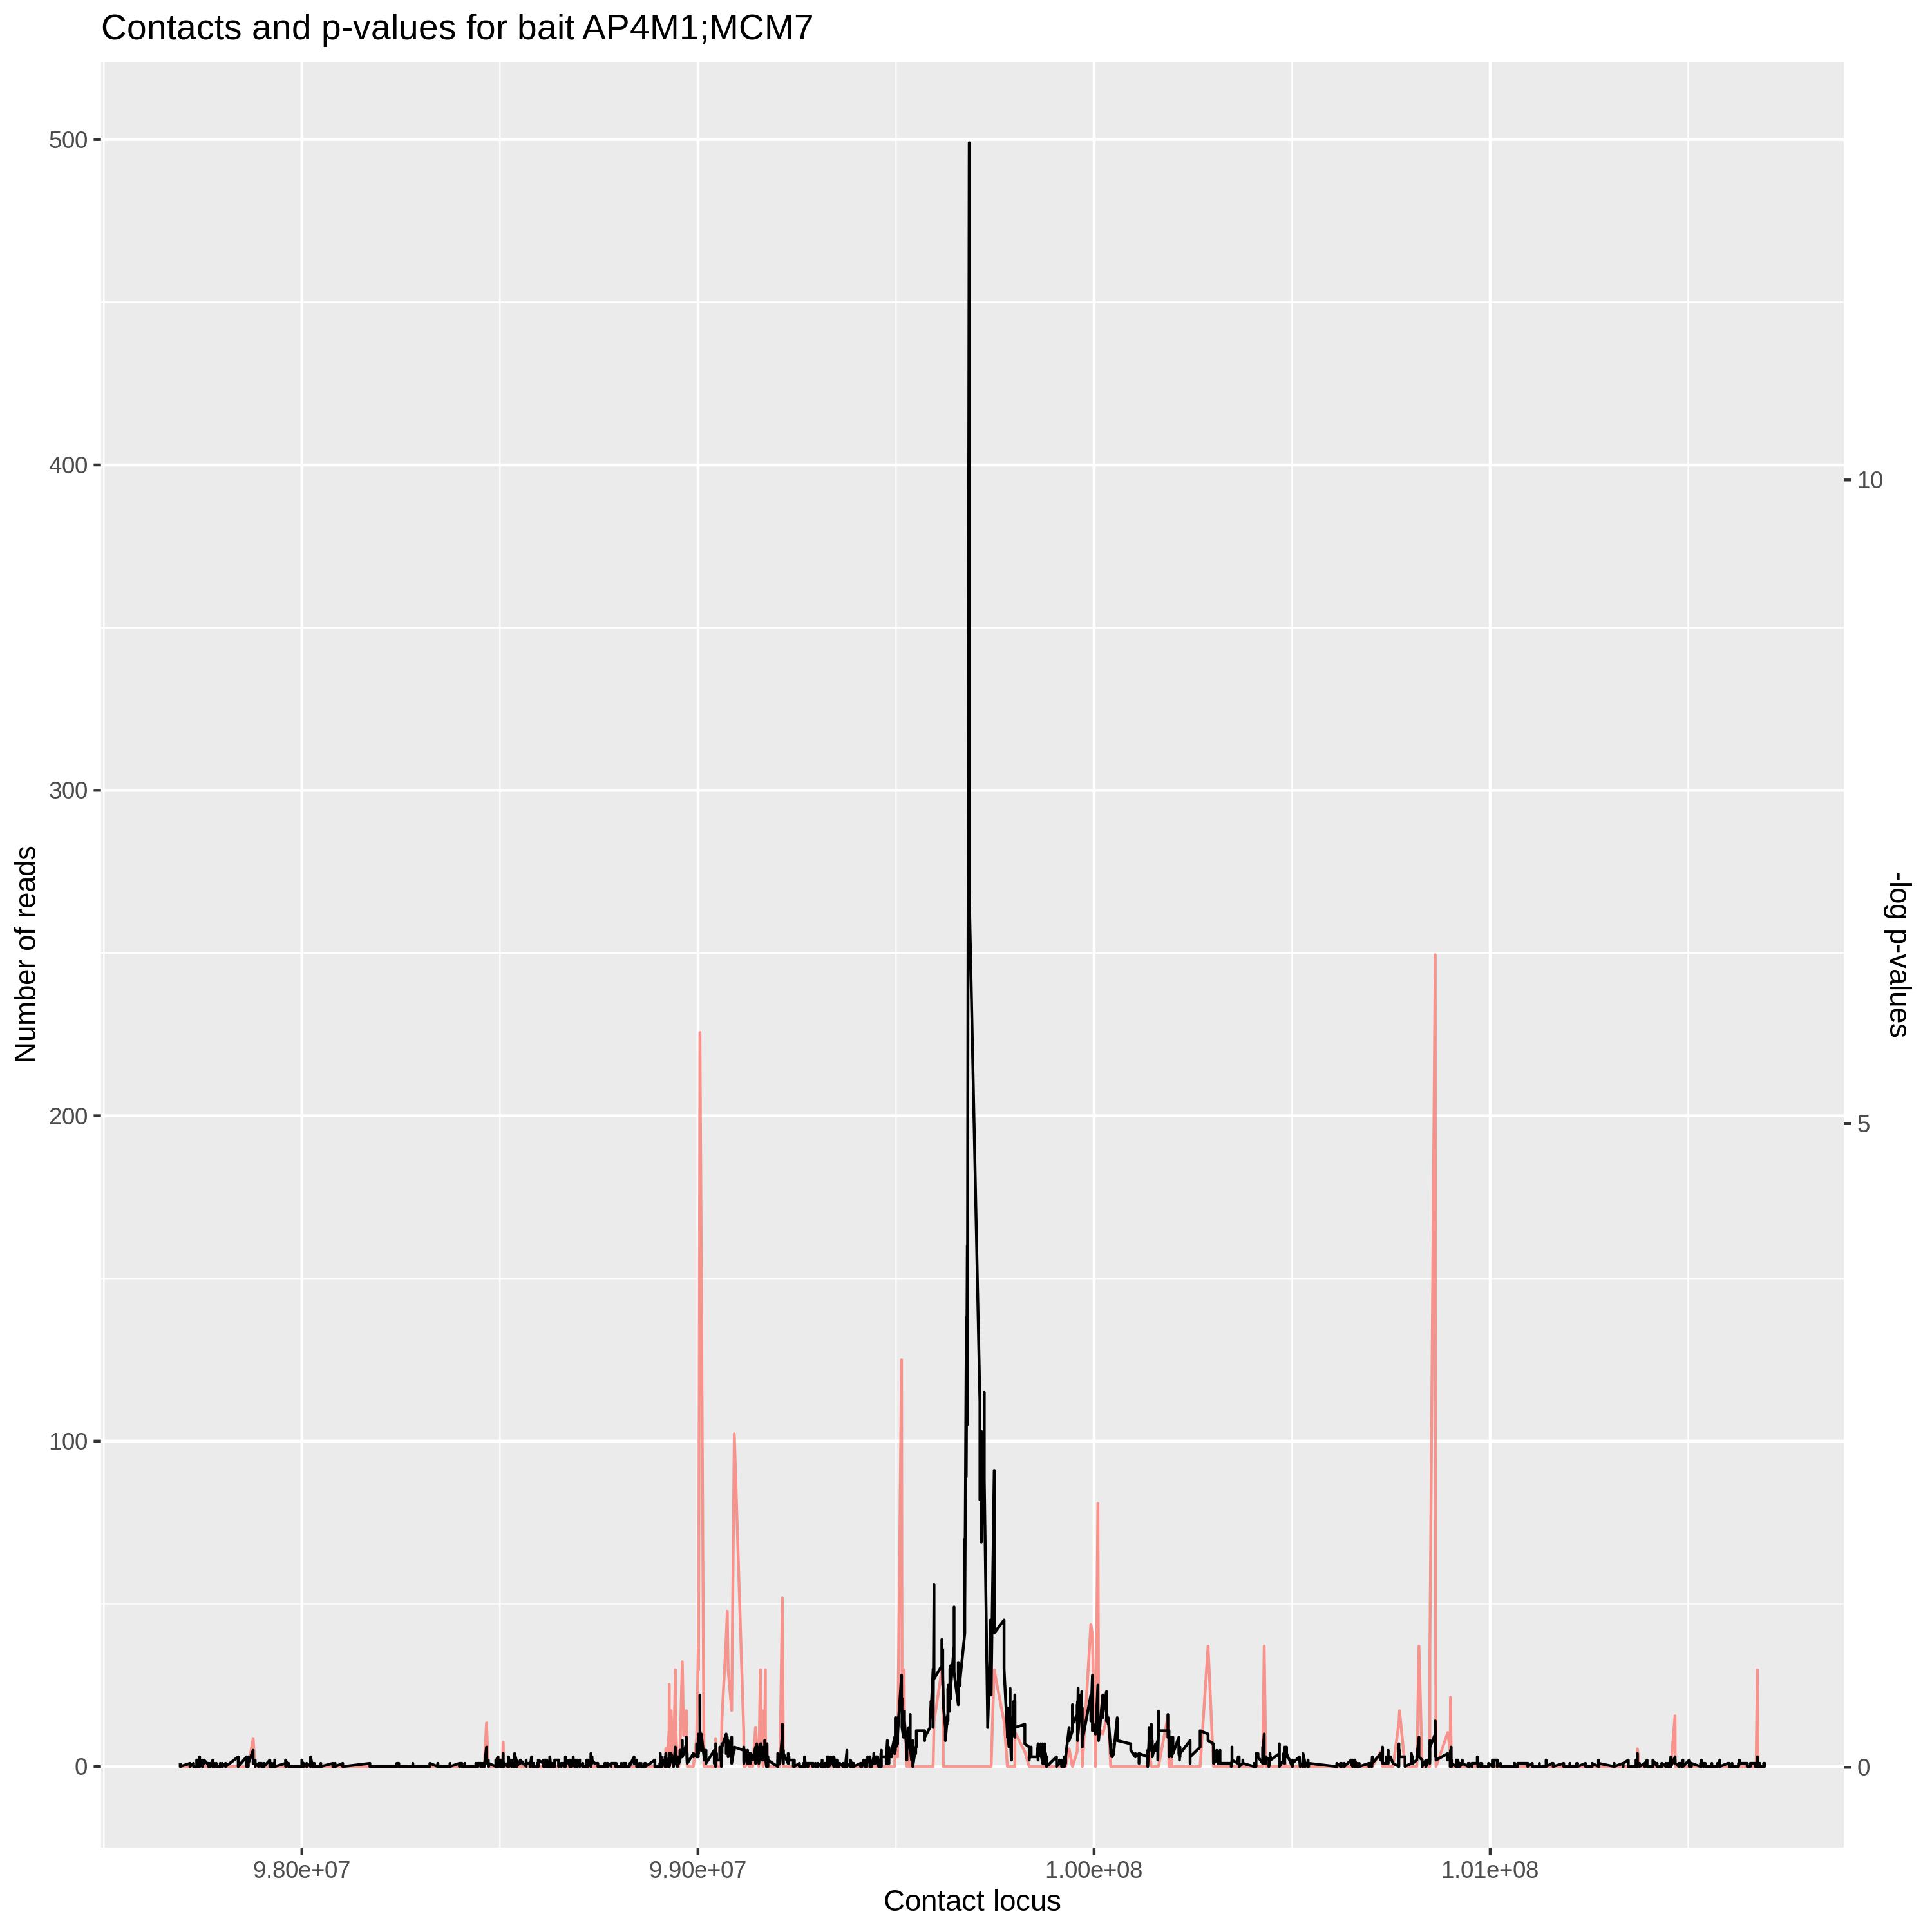 Contacts and p-values for bait AP4M1;MCM7
500
400
300
200
100
0
Number of reads
10
5
0
-log p-values
9.80e+07
9.90e+07
1.00e+08
1.01e+08
Contact locus